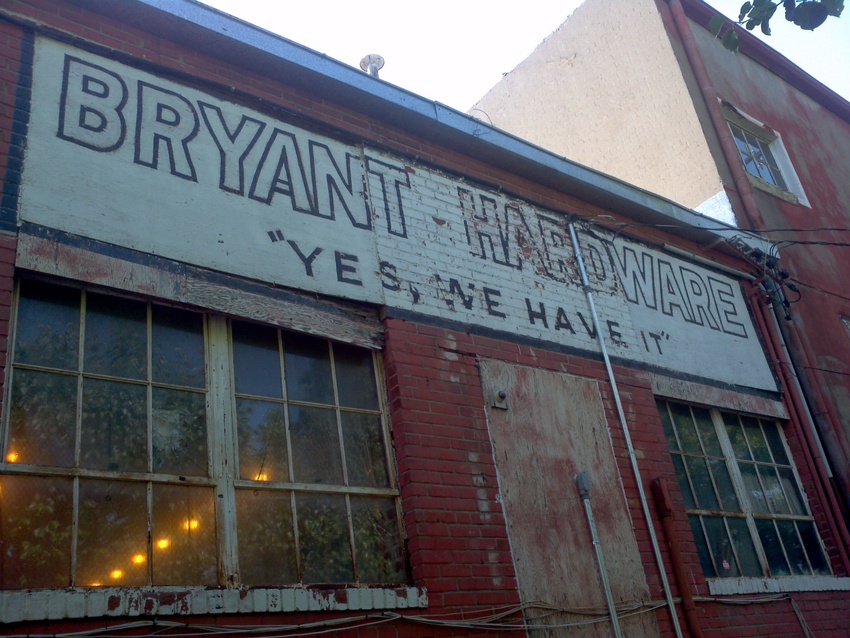 BRYANT - HARDWARE
"YES, WE HAVE IT"